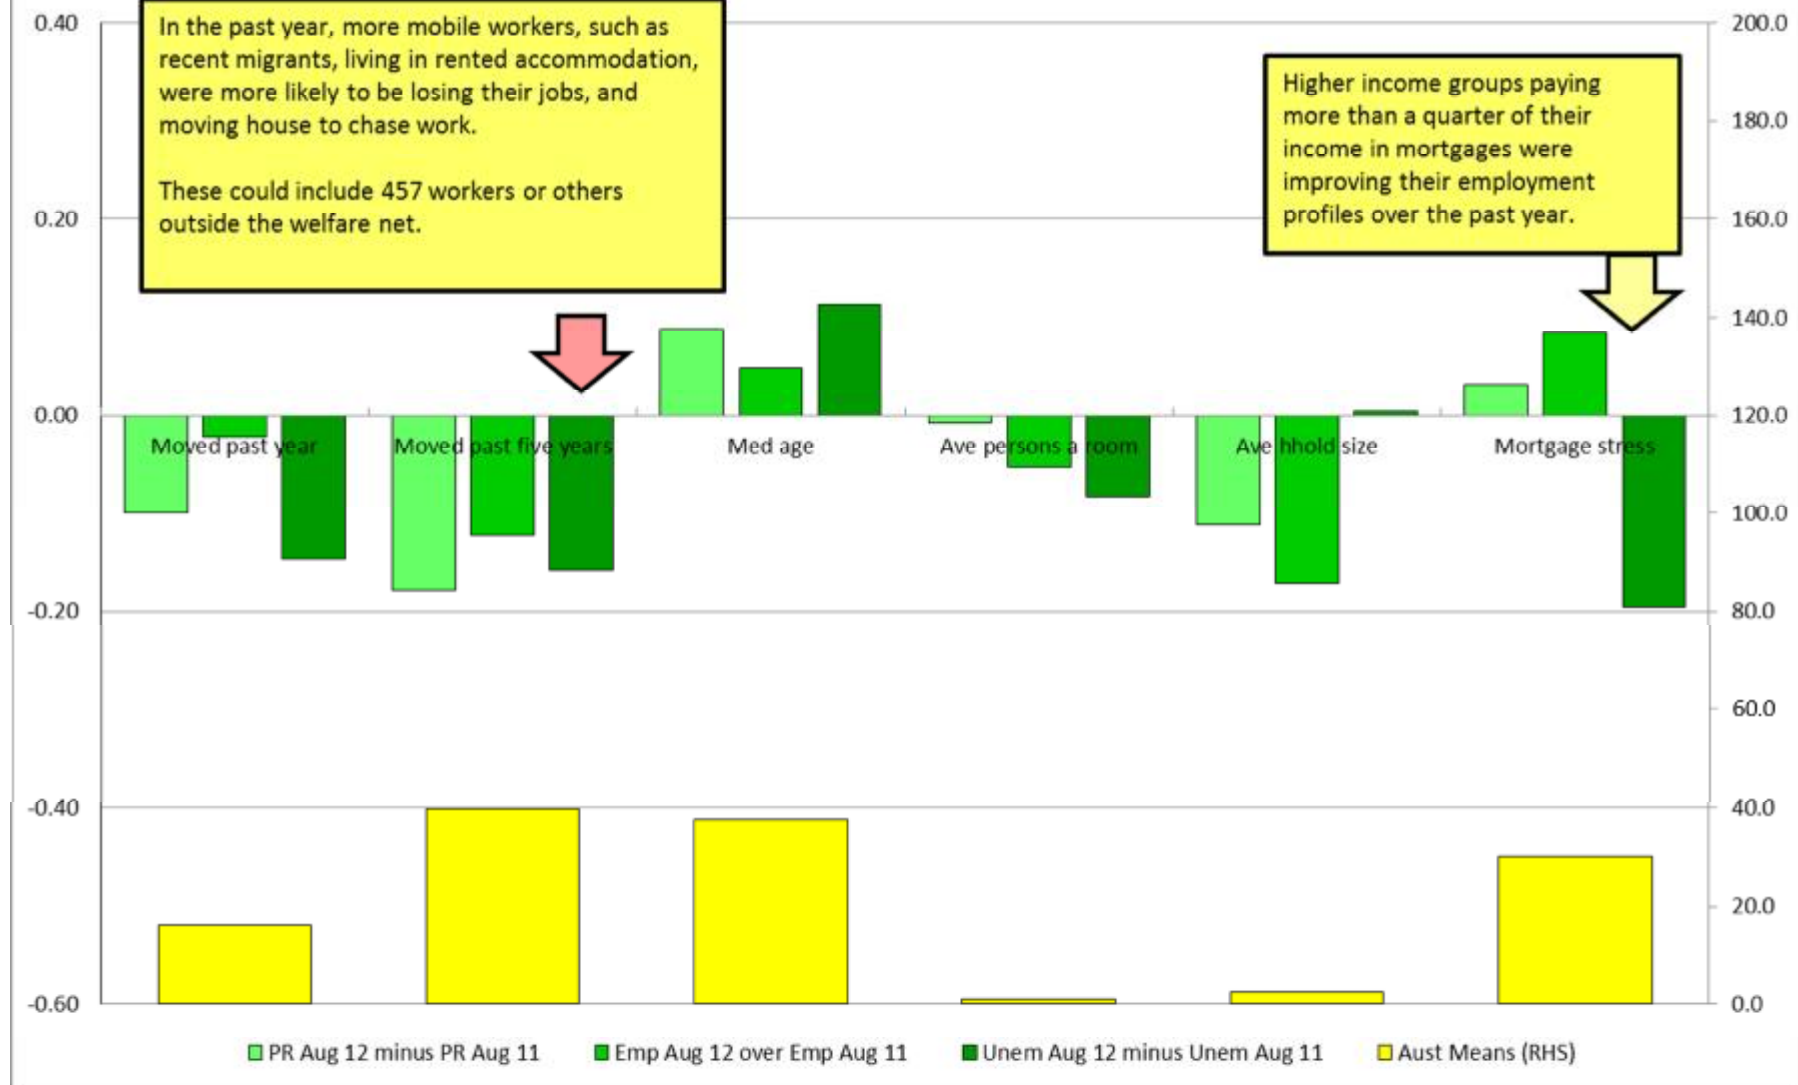 In the past year, more mobile workers, such as
recent migrants, living in rented accommodation,
were more likely to be losing their jobs, and
moving house to chase work.
These could include 457 workers or others
outside the welfare net.
Higher income groups paying
more than a quarter of their
income in mortgages were
improving their employment
profiles over the past year.
0.40
0.20
0.00
-0.20
-0.40
-0.60
200.0
180.0
160.0
140.0
120.0
100.0
80.0
60.0
40.0
20.0
0.0
Moved past year
Moved past five years
Med age
Ave persons a room
Ave hhold size
Mortgage stress
PR Aug 12 minus PR Aug 11
Emp Aug 12 over Emp Aug 11
Unem Aug 12 minus Unem Aug 11
Aust Means (RHS)